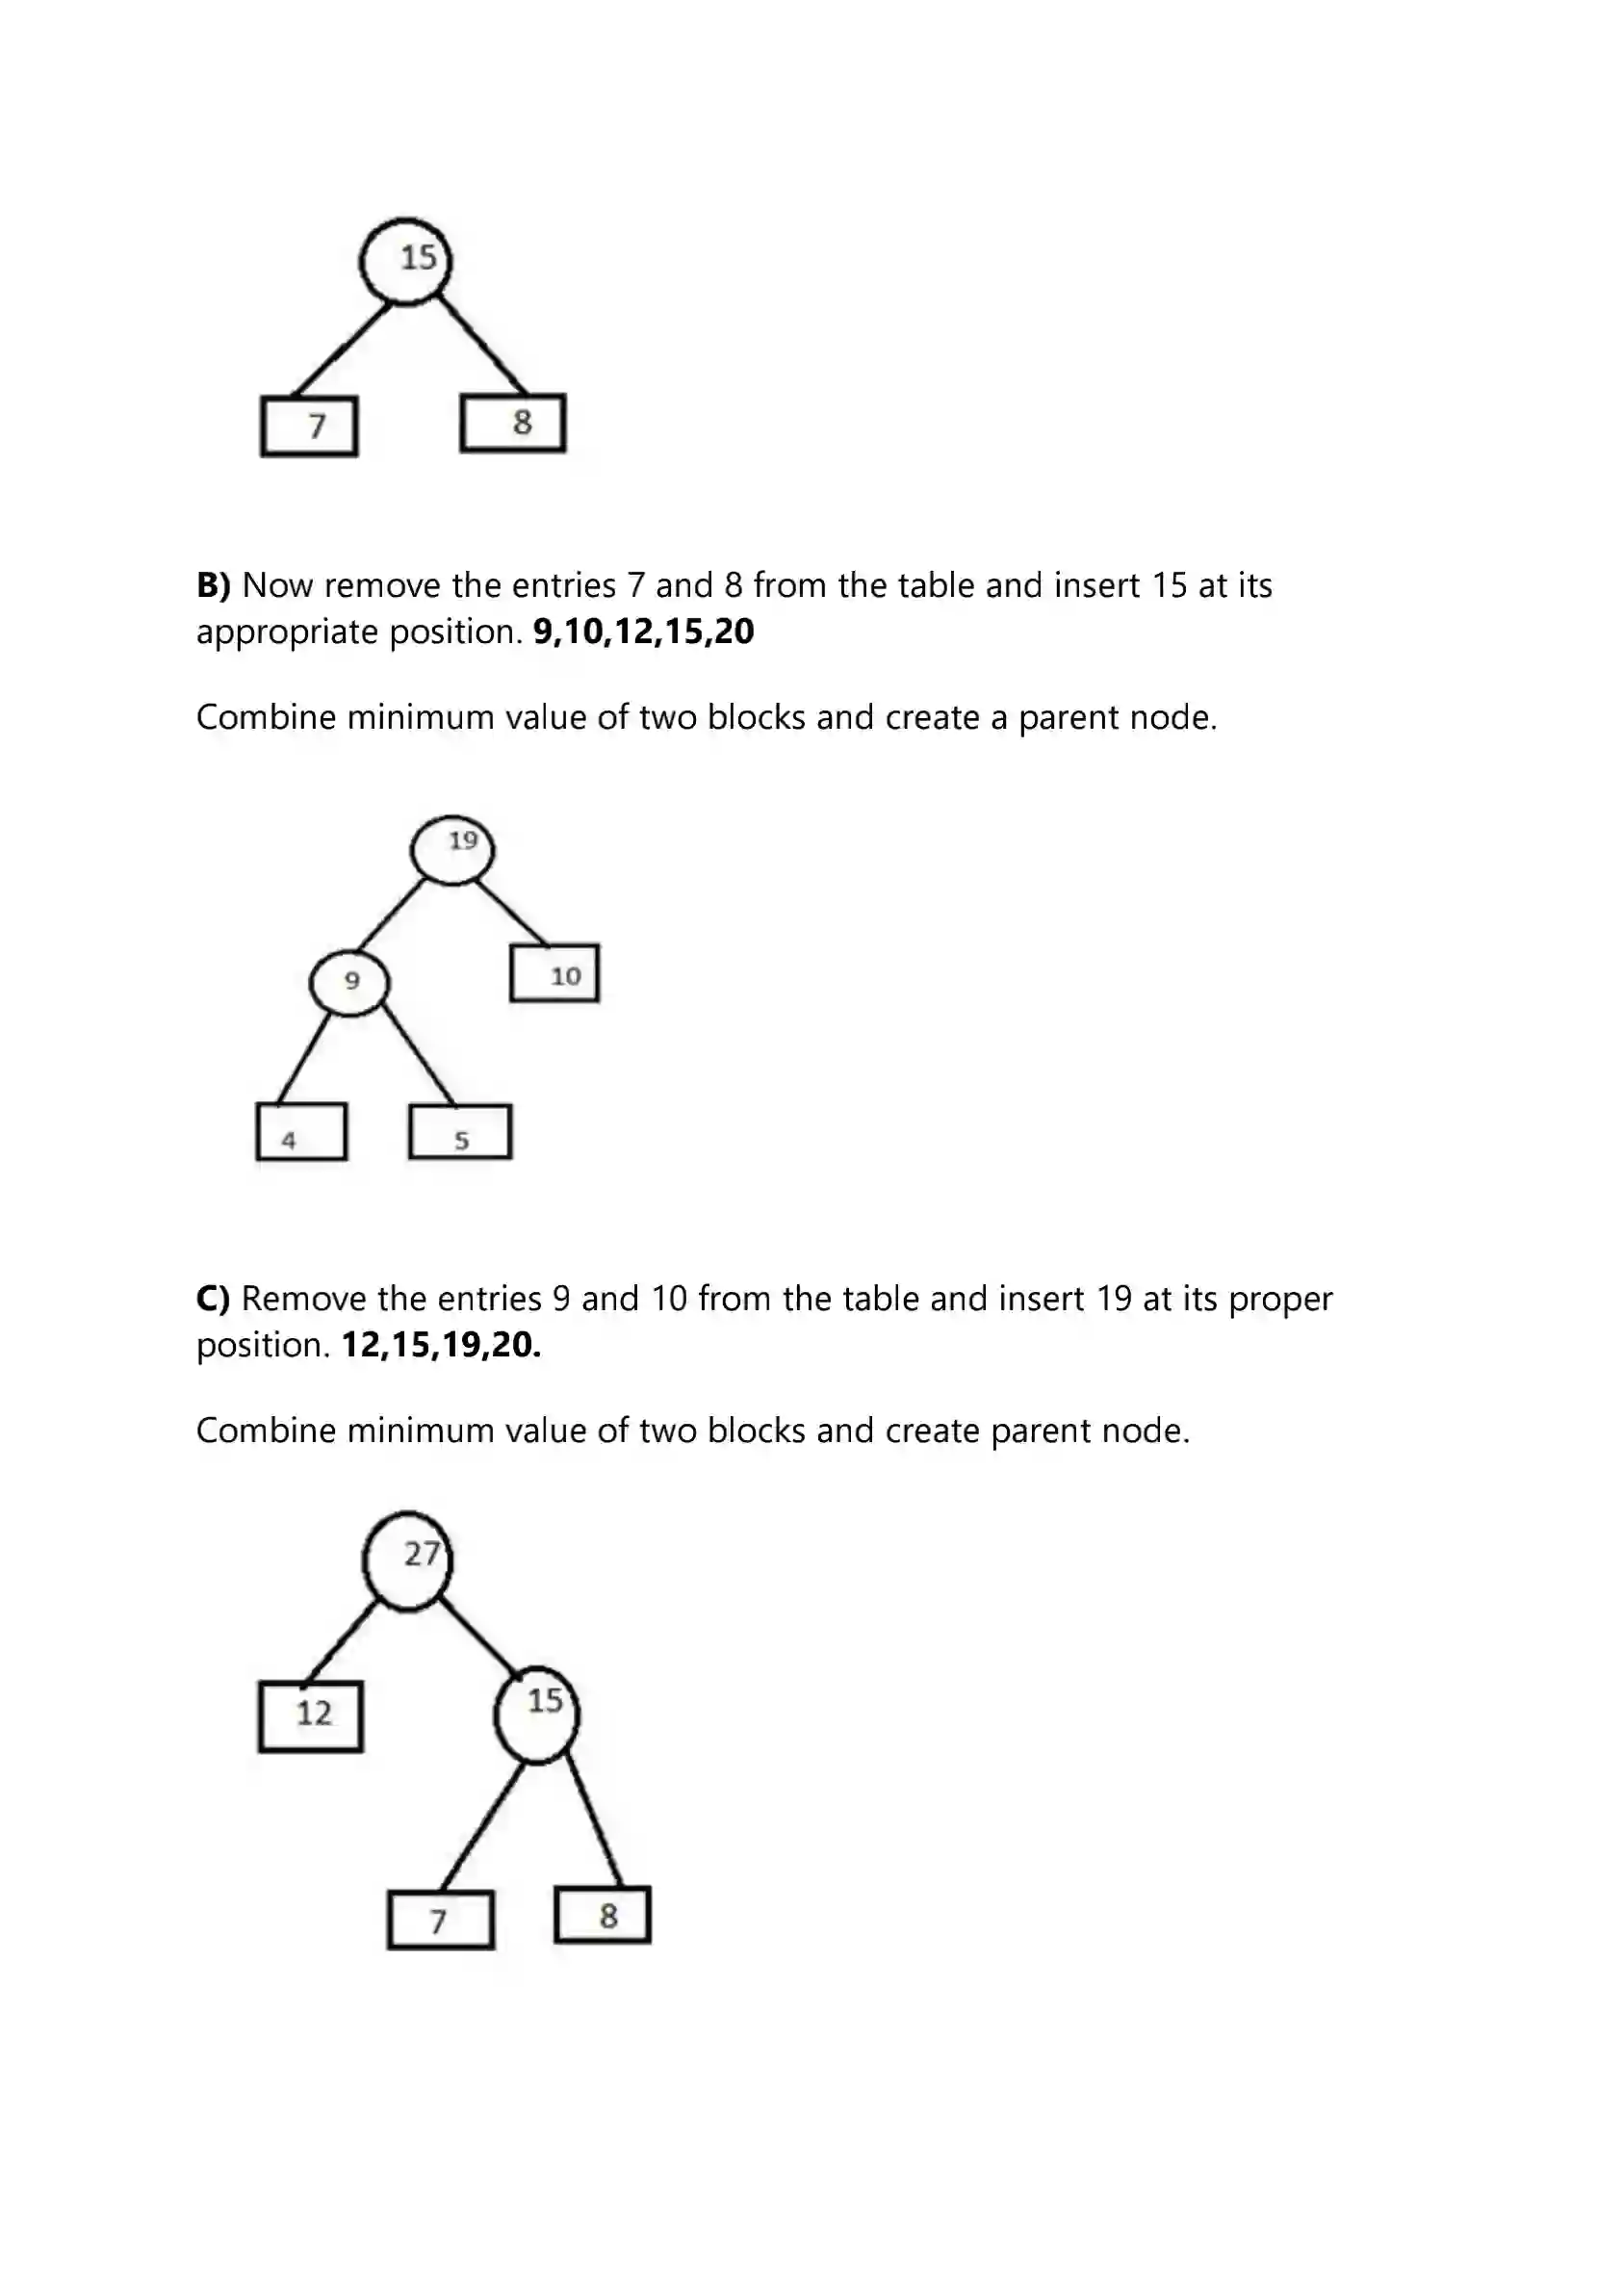 15
7
8
B) Now remove the entries 7 and 8 from the table and insert 15 at its
appropriate position. 9,10,12,15,20
Combine minimum value of two blocks and create a parent node.
19
9
10
4
5
C) Remove the entries 9 and 10 from the table and insert 19 at its proper
position. 12,15,19,20.
Combine minimum value of two blocks and create parent node.
27
12
15
7
8